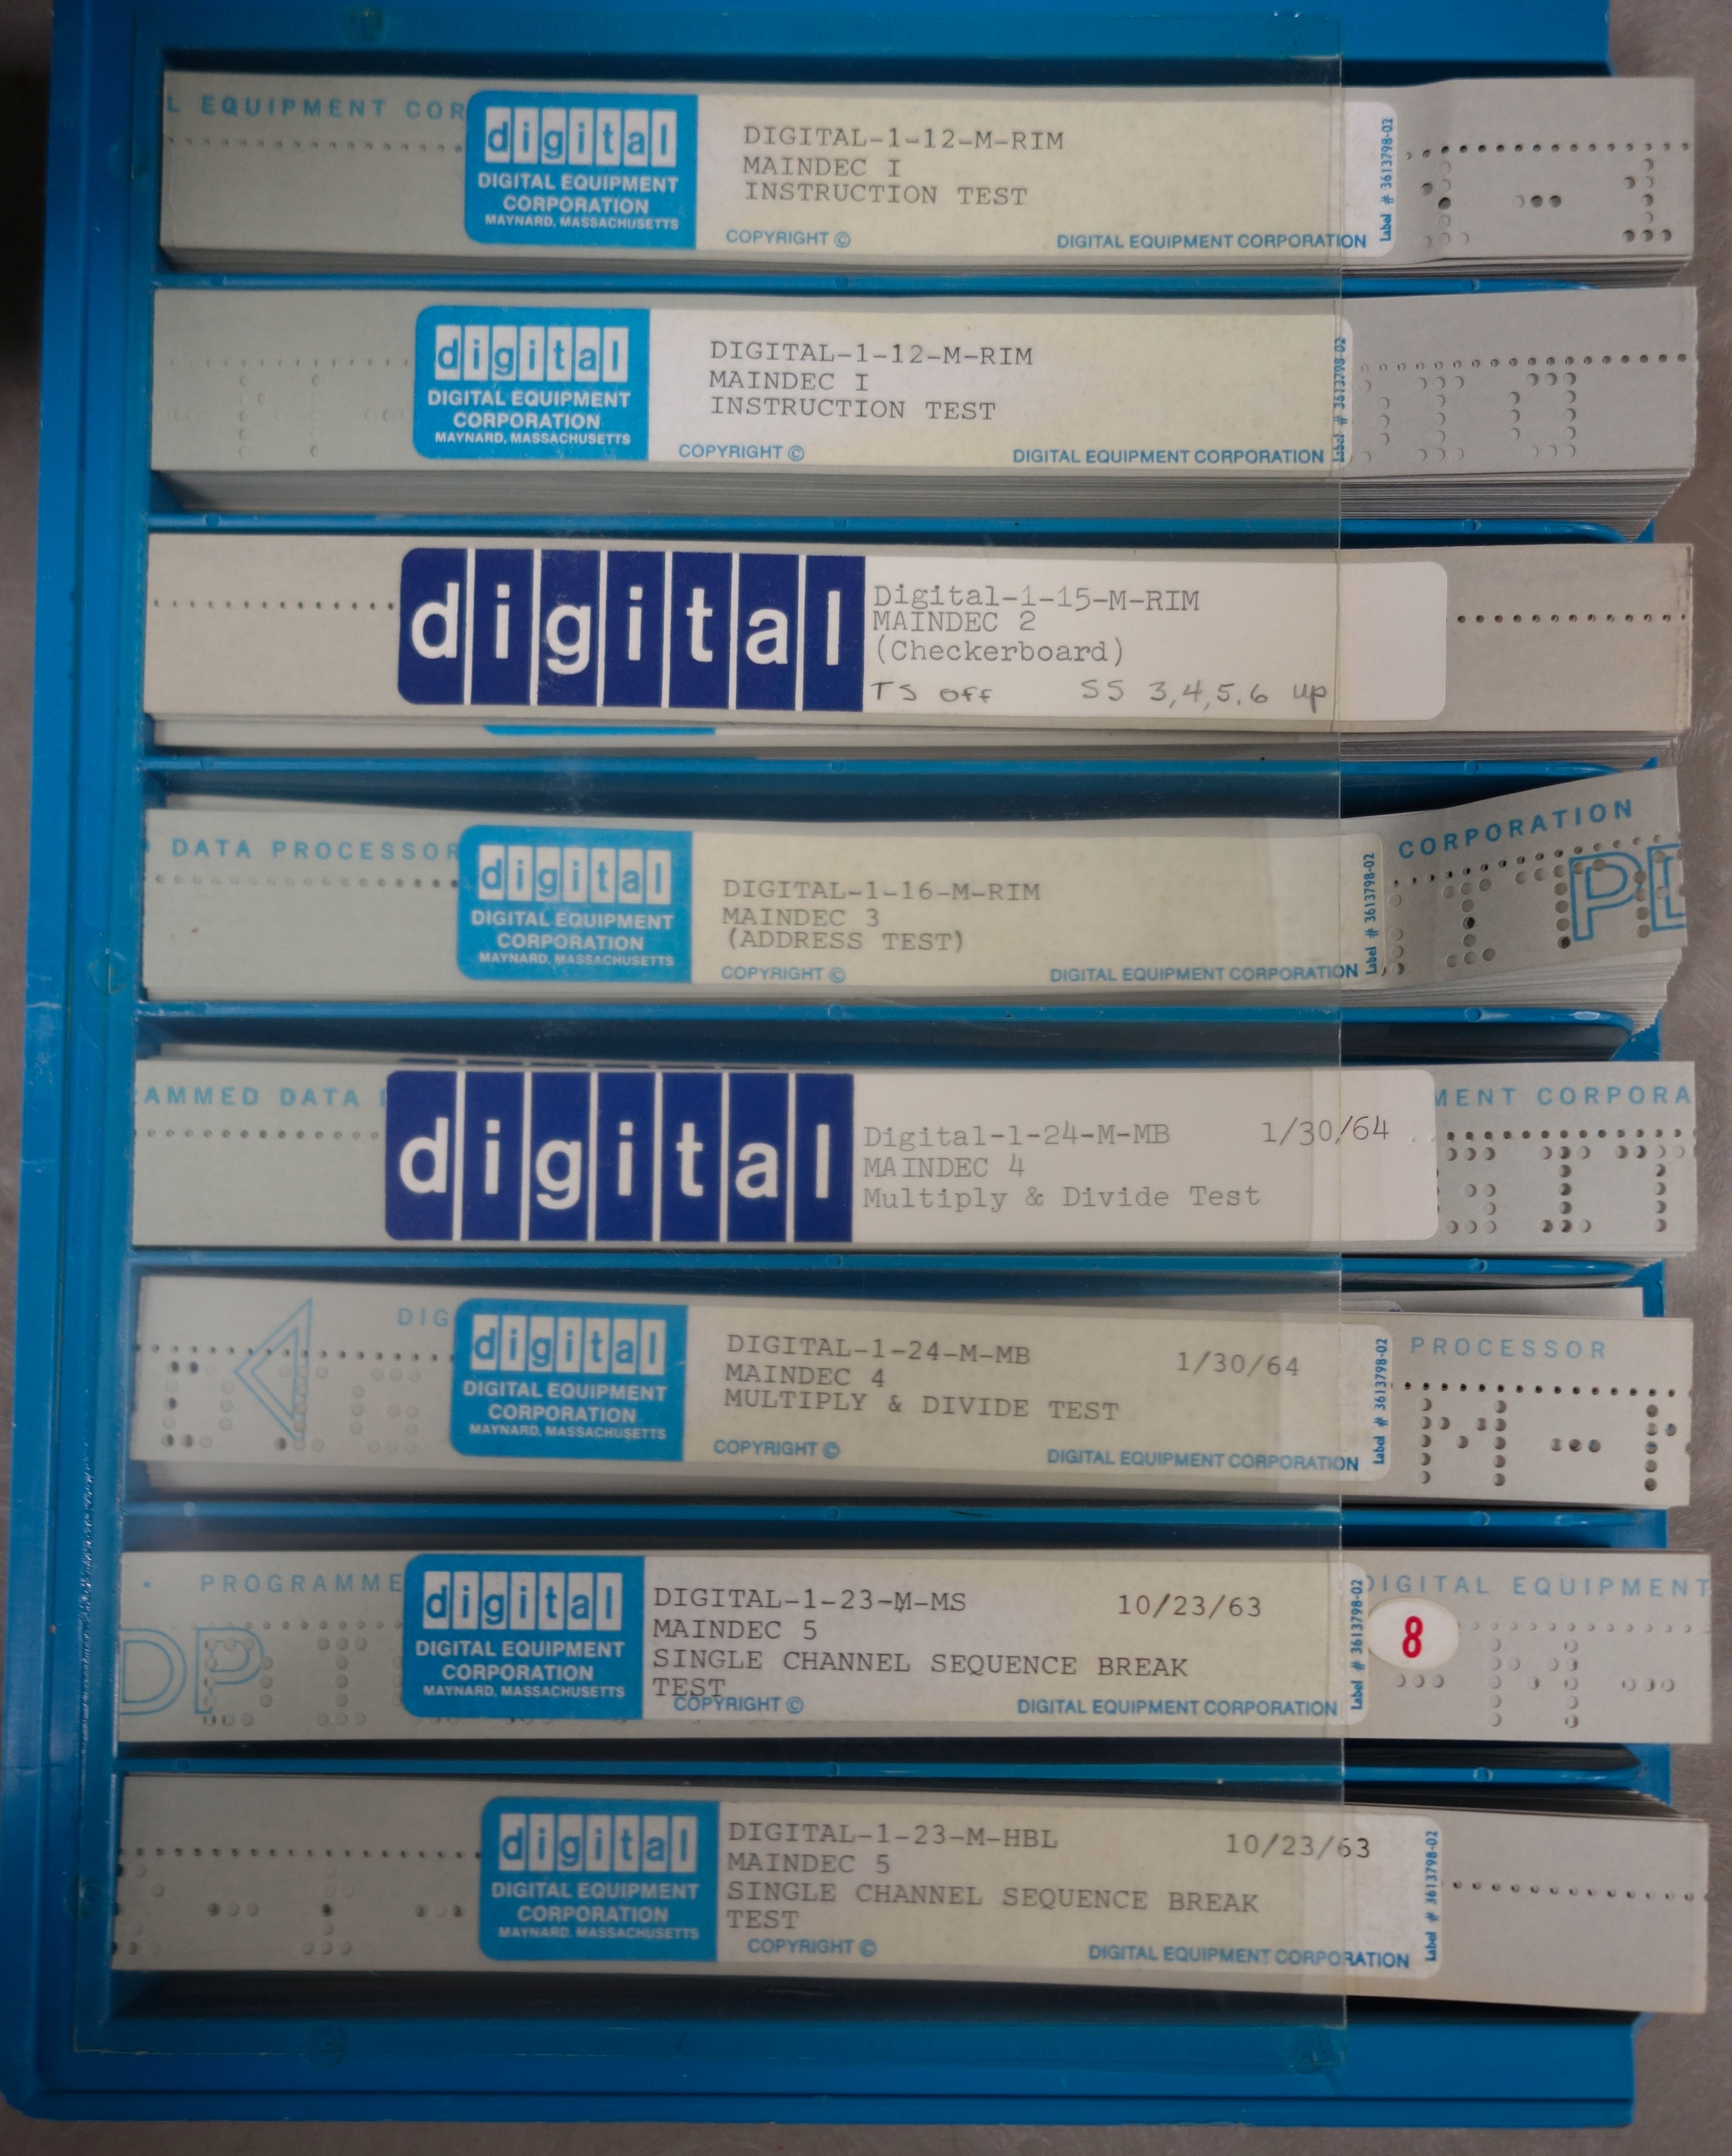 L EQUIPMENT COR
digital
DIGITAL EQUIPMENT
CORPORATION
MAYNARD, MASSACHUSETTS
DIGITAL-1-12-M-RIM
MAINDEC I
INSTRUCTION TEST
COPYRIGHT ©
DIGITAL EQUIPMENT CORPORATION
Label # 3613798-02
digital
DIGITAL EQUIPMENT
CORPORATION
MAYNARD, MASSACHUSETTS
DIGITAL-1-12-M-RIM
MAINDEC I
INSTRUCTION TEST
COPYRIGHT ©
DIGITAL EQUIPMENT CORPORATION
Label # 3613798-02
digital
Digital-1-15-M-RIM
MAINDEC 2
(Checkerboard)
TS Off SS 3,4,5,6 up
DATA PROCESSOR
digital
DIGITAL EQUIPMENT
CORPORATION
MAYNARD, MASSACHUSETTS
DIGITAL-1-16-M-RIM
MAINDEC 3
(ADDRESS TEST)
COPYRIGHT ©
DIGITAL EQUIPMENT CORPORATION
Label # 3613798-02
CORPORATION
PD
AMMED DATA
digital
Digital-1-24-M-MB 1/30/64
MAINDEC 4
Multiply & Divide Test
MENT CORPORA
DIG
digital
DIGITAL EQUIPMENT
CORPORATION
MAYNARD, MASSACHUSETTS
DIGITAL-1-24-M-MB 1/30/64
MAINDEC 4
MULTIPLY & DIVIDE TEST
COPYRIGHT ©
DIGITAL EQUIPMENT CORPORATION
Label # 3613798-02
PROCESSOR
PROGRAMME
DP
digital
DIGITAL EQUIPMENT
CORPORATION
MAYNARD, MASSACHUSETTS
DIGITAL-1-23-M-MS 10/23/63
MAINDEC 5
SINGLE CHANNEL SEQUENCE BREAK
TEST
COPYRIGHT ©
DIGITAL EQUIPMENT CORPORATION
Label # 3613798-02
8
DIGITAL EQUIPMENT
digital
DIGITAL EQUIPMENT
CORPORATION
MAYNARD, MASSACHUSETTS
DIGITAL-1-23-M-HBL 10/23/63
MAINDEC 5
SINGLE CHANNEL SEQUENCE BREAK
TEST
COPYRIGHT ©
DIGITAL EQUIPMENT CORPORATION
Label # 3613798-02